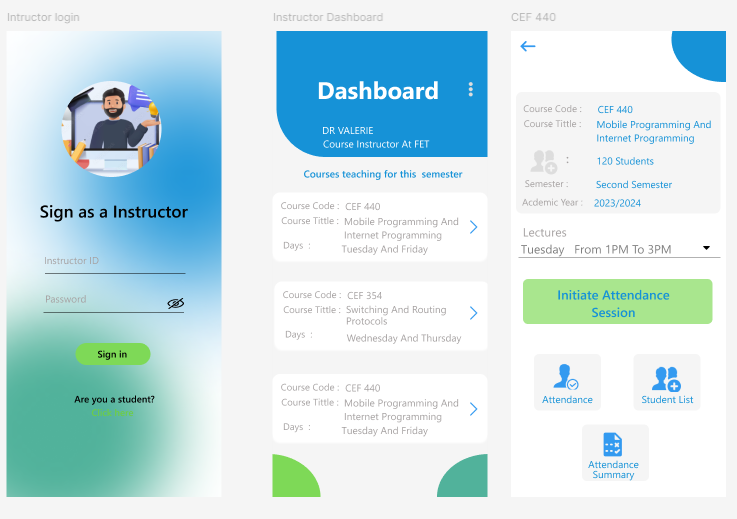 Intructor login
Sign as a Instructor
Instructor ID
Password
Sign in
Are you a student?
Click her
Instructor Dashboard
Dashboard
DR VALERIE
Course Instructor At FET
Courses teaching for this semester
Course Code : CEF 440
Course Tittle : Mobile Programming And
Internet Programming
Days : Tuesday And Friday
Course Code : CEF 354
Course Tittle : Switching And Routing
Protocols
Days : Wednesday And Thursday
Course Code : CEF 440
Course Tittle : Mobile Programming And
Internet Programming
Days : Tuesday And Friday
CEF 440
Course Code : CEF 440
Course Tittle : Mobile Programming And
Internet Programming
: 120 Students
Semester : Second Semester
Acdemic Year : 2023/2024
Lectures
Tuesday From 1PM To 3PM
Initiate Attendance
Session
Attendance
Student List
Attendance
Summary